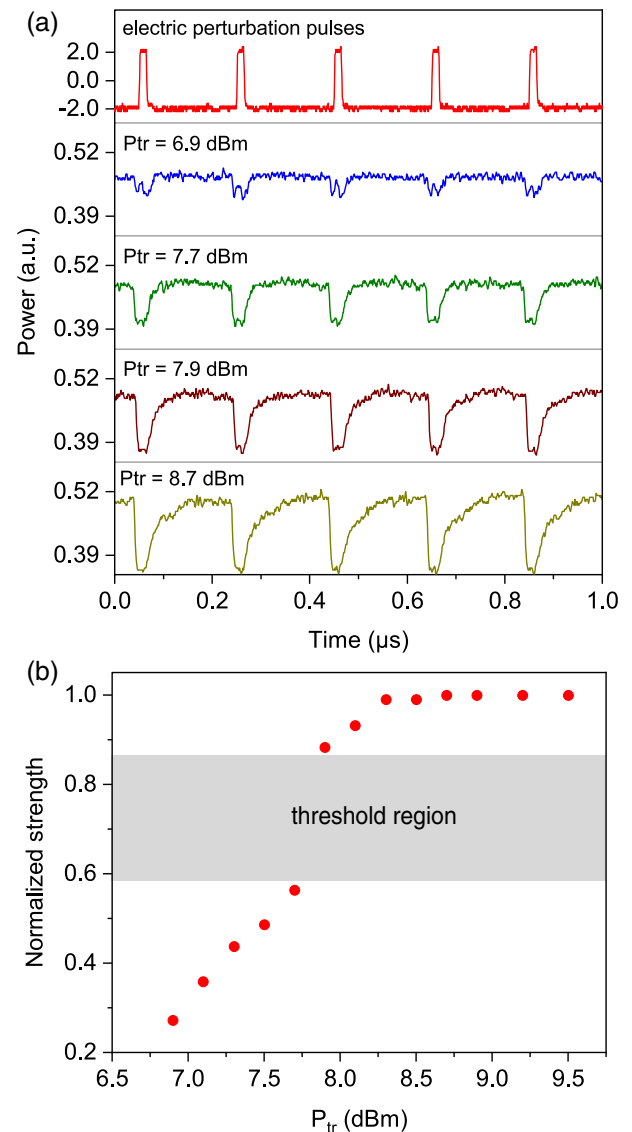 (a)
electric perturbation pulses
2.0
0.0
-2.0
Ptr = 6.9 dBm
0.52
0.39
Ptr = 7.7 dBm
0.52
0.39
Ptr = 7.9 dBm
0.52
0.39
Ptr = 8.7 dBm
0.52
0.39
Power (a.u.)
0.0 0.2 0.4 0.6 0.8 1.0
Time (μs)
(b)
1.0
0.8
threshold region
0.6
0.4
0.2
Normalized strength
6.5 7.0 7.5 8.0 8.5 9.0 9.5
Ptr (dBm)